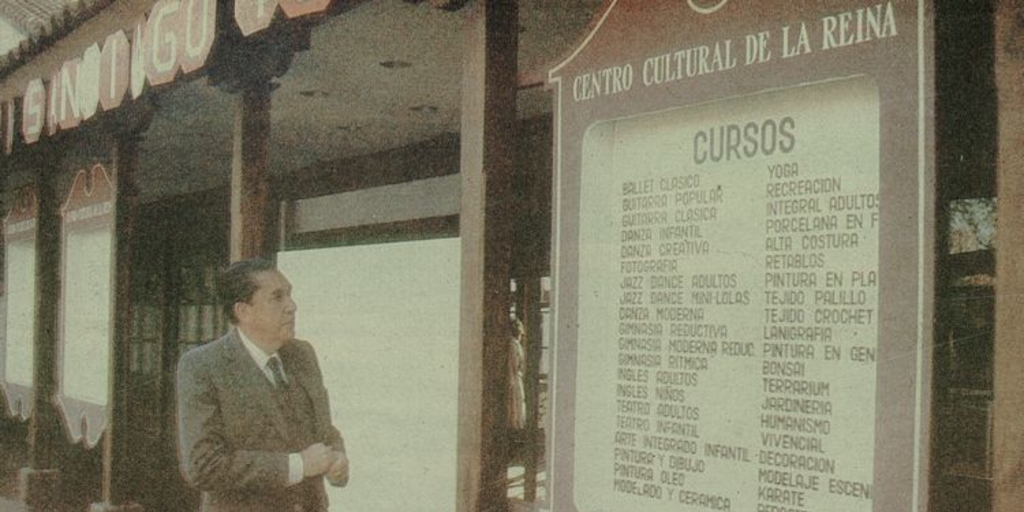 CENTRO CULTURAL DE LA REINA
CURSOS
BALLET CLASICO
GUITARRA POPULAR
GUITARRA CLASICA
DANZA INFANTIL
DANZA CREATIVA
FOTOGRAFIA
JAZZ DANCE ADULTOS
JAZZ DANCE MINI-LOLAS
DANZA MODERNA
GIMNASIA REDUCTIVA
GIMNASIA MODERNA REDUC.
GIMNASIA RITMICA
INGLES ADULTOS
INGLES NIÑOS
TEATRO ADULTOS
TEATRO INFANTIL
ARTE INTEGRADO INFANTIL
PINTURA Y DIBUJO
PINTURA OLEO
MODELADO Y CERAMICA
YOGA
RECREACION
INTEGRAL ADULTOS
PORCELANA EN F
ALTA COSTURA
RETABLOS
PINTURA EN PLA
TEJIDO PALILLO
TEJIDO CROCHET
LANIGRAFIA
PINTURA EN GEN
BONSAI
TERRARIUM
JARDINERIA
HUMANISMO
VIVENCIAL
DECORACION
MODELAJE ESCENI
KARATE